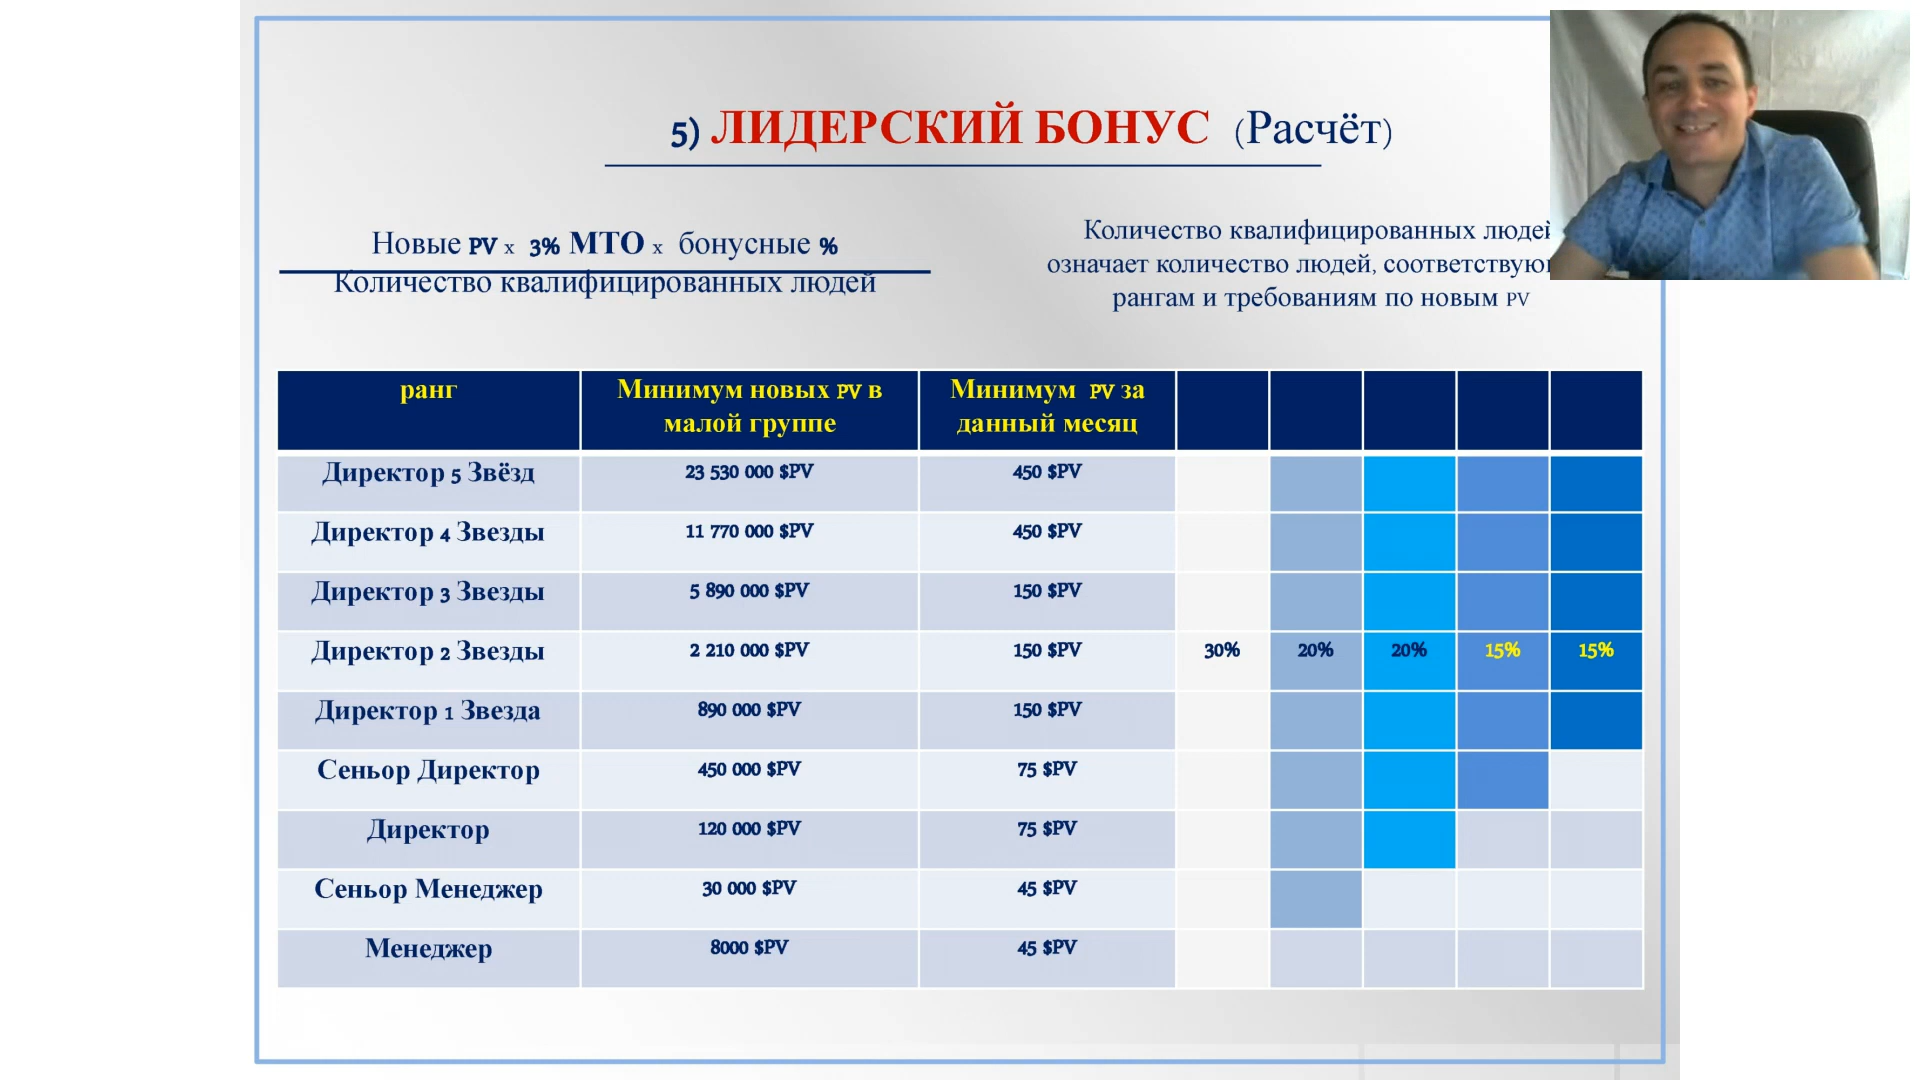 5) ЛИДЕРСКИЙ БОНУС (Расчёт)
Новые PV x 3% МТО x бонусные %
Количество квалифицированных людей
Количество квалифицированных людей
означает количество людей,
рангам и требованиям по новым PV
ранг
Минимум новых PV в
малой группе
Минимум PV за
данный месяц
Директор 5 Звёзд 23 530 000 $PV 450 $PV
Директор 4 Звезды 11 770 000 $PV 450 $PV
Директор 3 Звезды 5 890 000 $PV 150 $PV
Директор 2 Звезды 2 210 000 $PV 150 $PV 30% 20% 20% 15% 15%
Директор 1 Звезда 890 000 $PV 150 $PV
Сеньор Директор 450 000 $PV 75 $PV
Директор 120 000 $PV 75 $PV
Сеньор Менеджер 30 000 $PV 45 $PV
Менеджер 8000 $PV 45 $PV